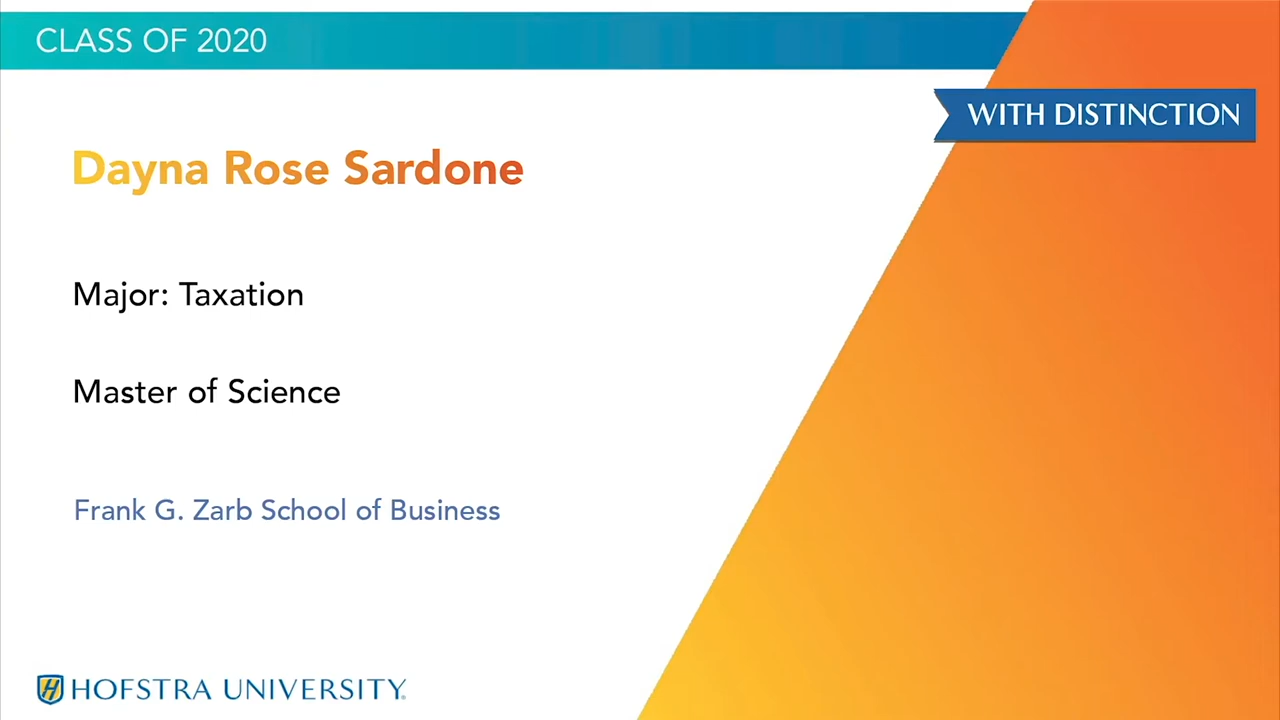 CLASS OF 2020
WITH DISTINCTION
Dayna Rose Sardone
Major: Taxation
Master of Science
Frank G. Zarb School of Business
H HOFSTRA UNIVERSITY®